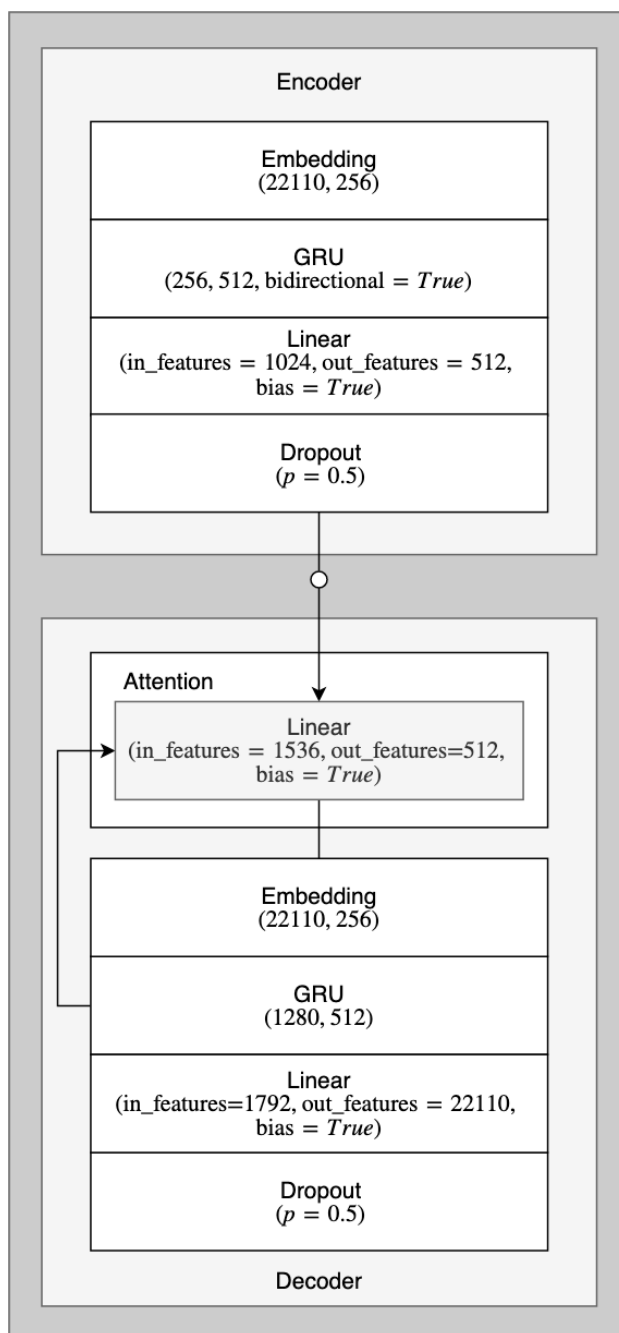 Encoder
Embedding
(22110, 256)
GRU
(256, 512, bidirectional = True)
Linear
(in_features = 1024, out_features = 512,
bias = True)
Dropout
(p = 0.5)
Attention
Linear
(in_features = 1536, out_features=512,
bias = True)
Embedding
(22110, 256)
GRU
(1280, 512)
Linear
(in_features=1792, out_features = 22110,
bias = True)
Dropout
(p = 0.5)
Decoder